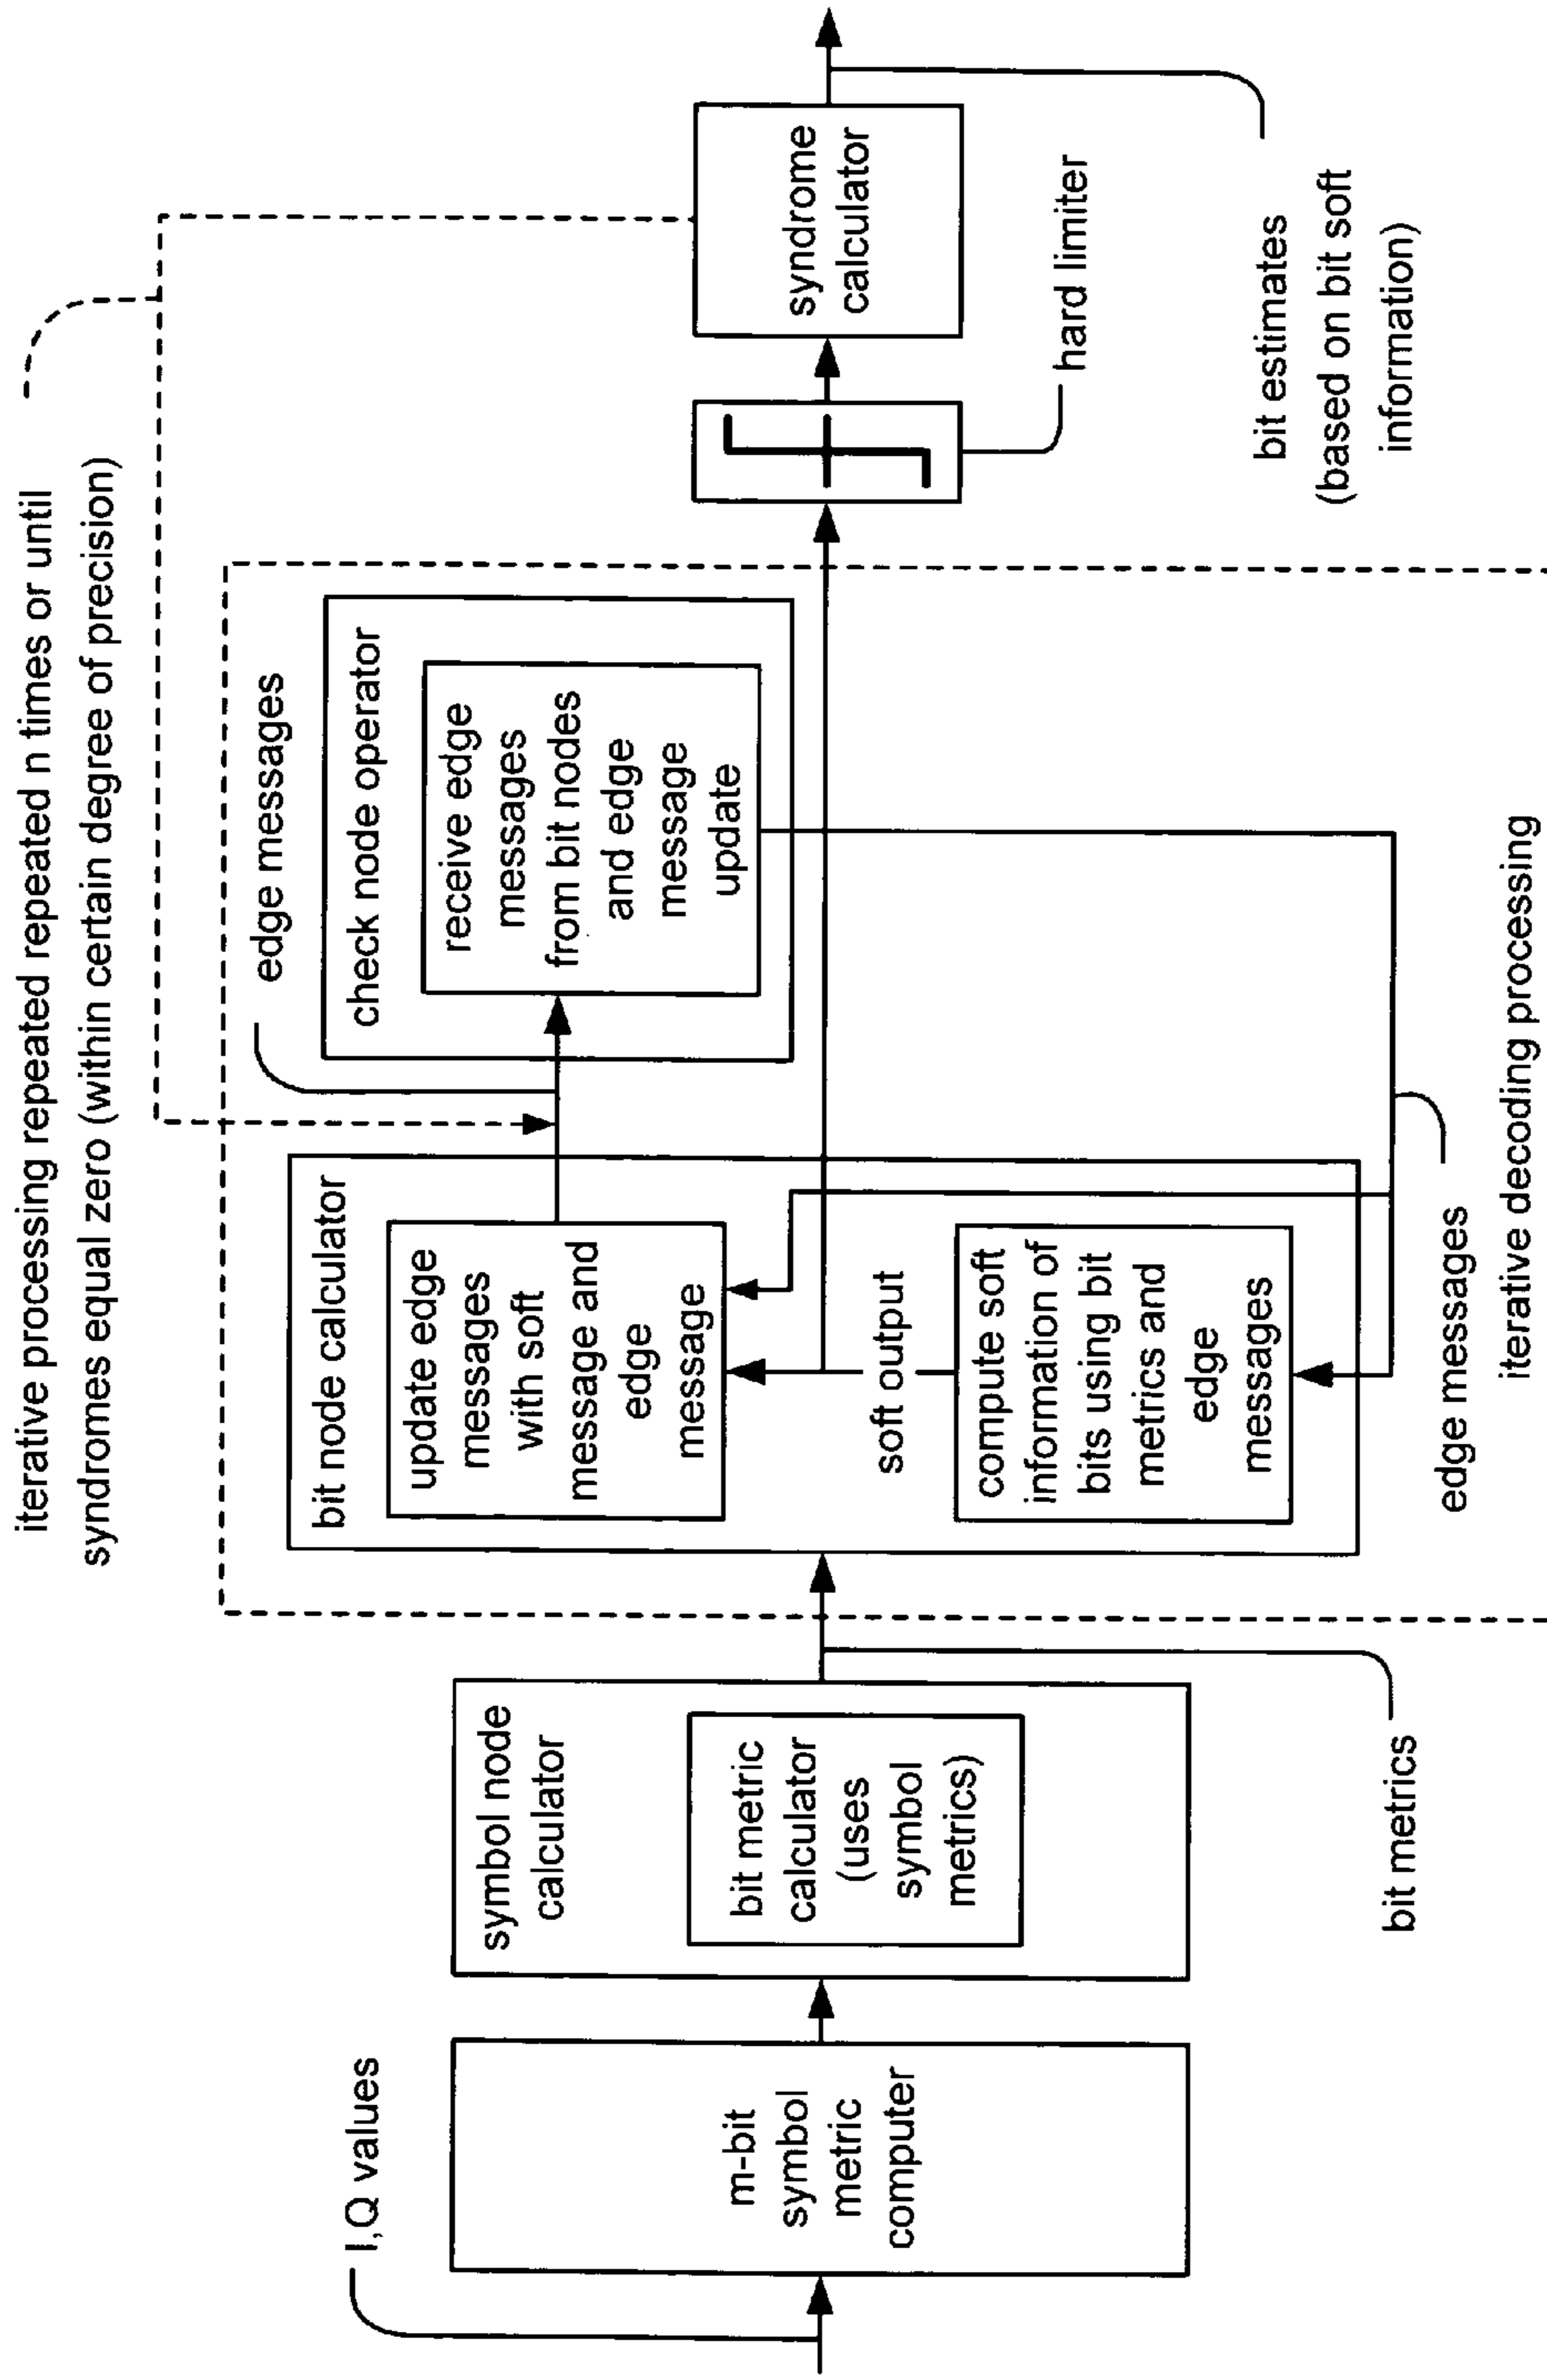 iterative processing repeated repeated n times or until
syndromes equal zero (within certain degree of precision)
I,Q values
m-bit
symbol
metric
computer
symbol node
calculator
bit metric
calculator
(uses
symbol
metrics)
bit metrics
bit node calculator
update edge
messages
with soft
message and
edge
message
soft output
compute soft
information of
bits using bit
metrics and
edge
messages
edge messages
check node operator
receive edge
messages
from bit nodes
and edge
message
update
edge messages
iterative decoding processing
hard limiter
syndrome
calculator
bit estimates
(based on bit soft
information)